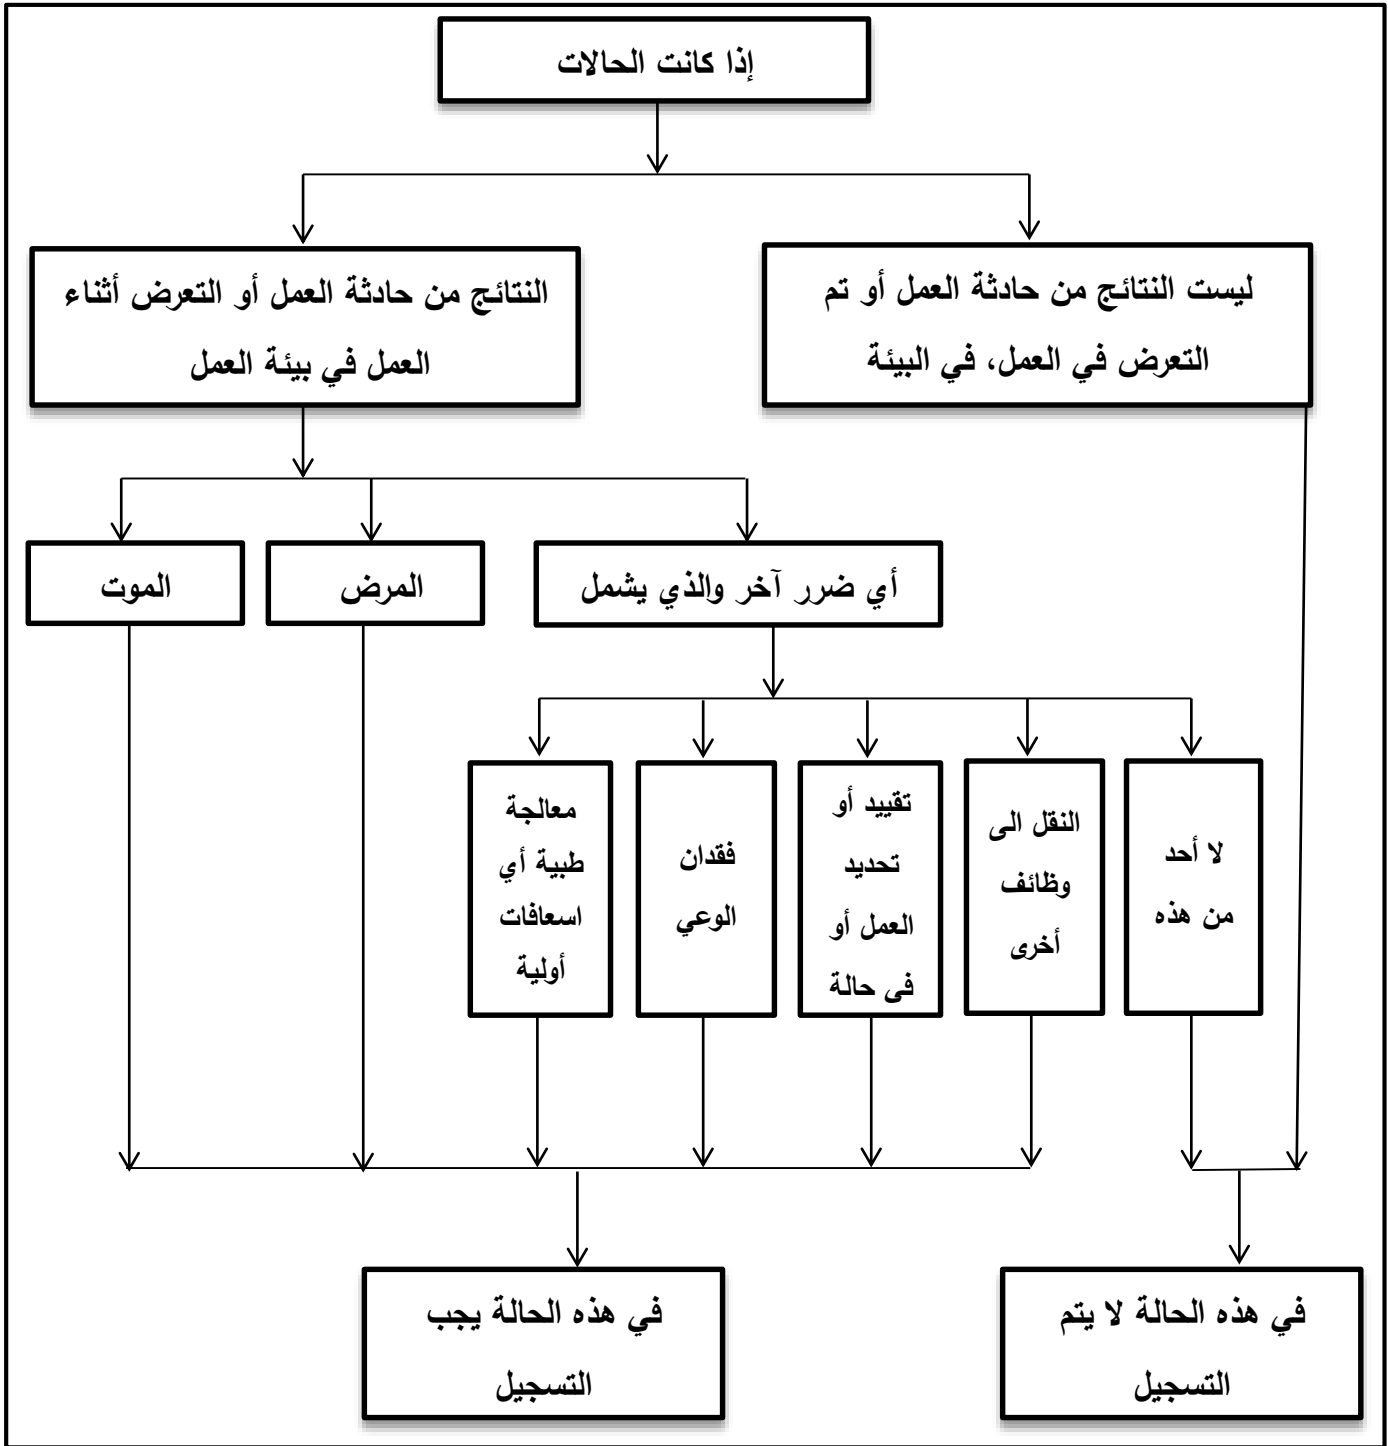 إذا كانت الحالات
ليست النتائج من حادثة العمل أو تم
التعرض في العمل، في البيئة
النتائج من حادثة العمل أو التعرض أثناء
العمل في بيئة العمل
أي ضرر آخر والذي يشمل
المرض
الموت
لا أحد
من هذه
النقل الى
وظائف
أخرى
تقييد أو
تحديد
العمل أو
في حالة
فقدان
الوعي
معالجة
طبية أي
اسعافات
أولية
في هذه الحالة لا يتم
التسجيل
في هذه الحالة يجب
التسجيل